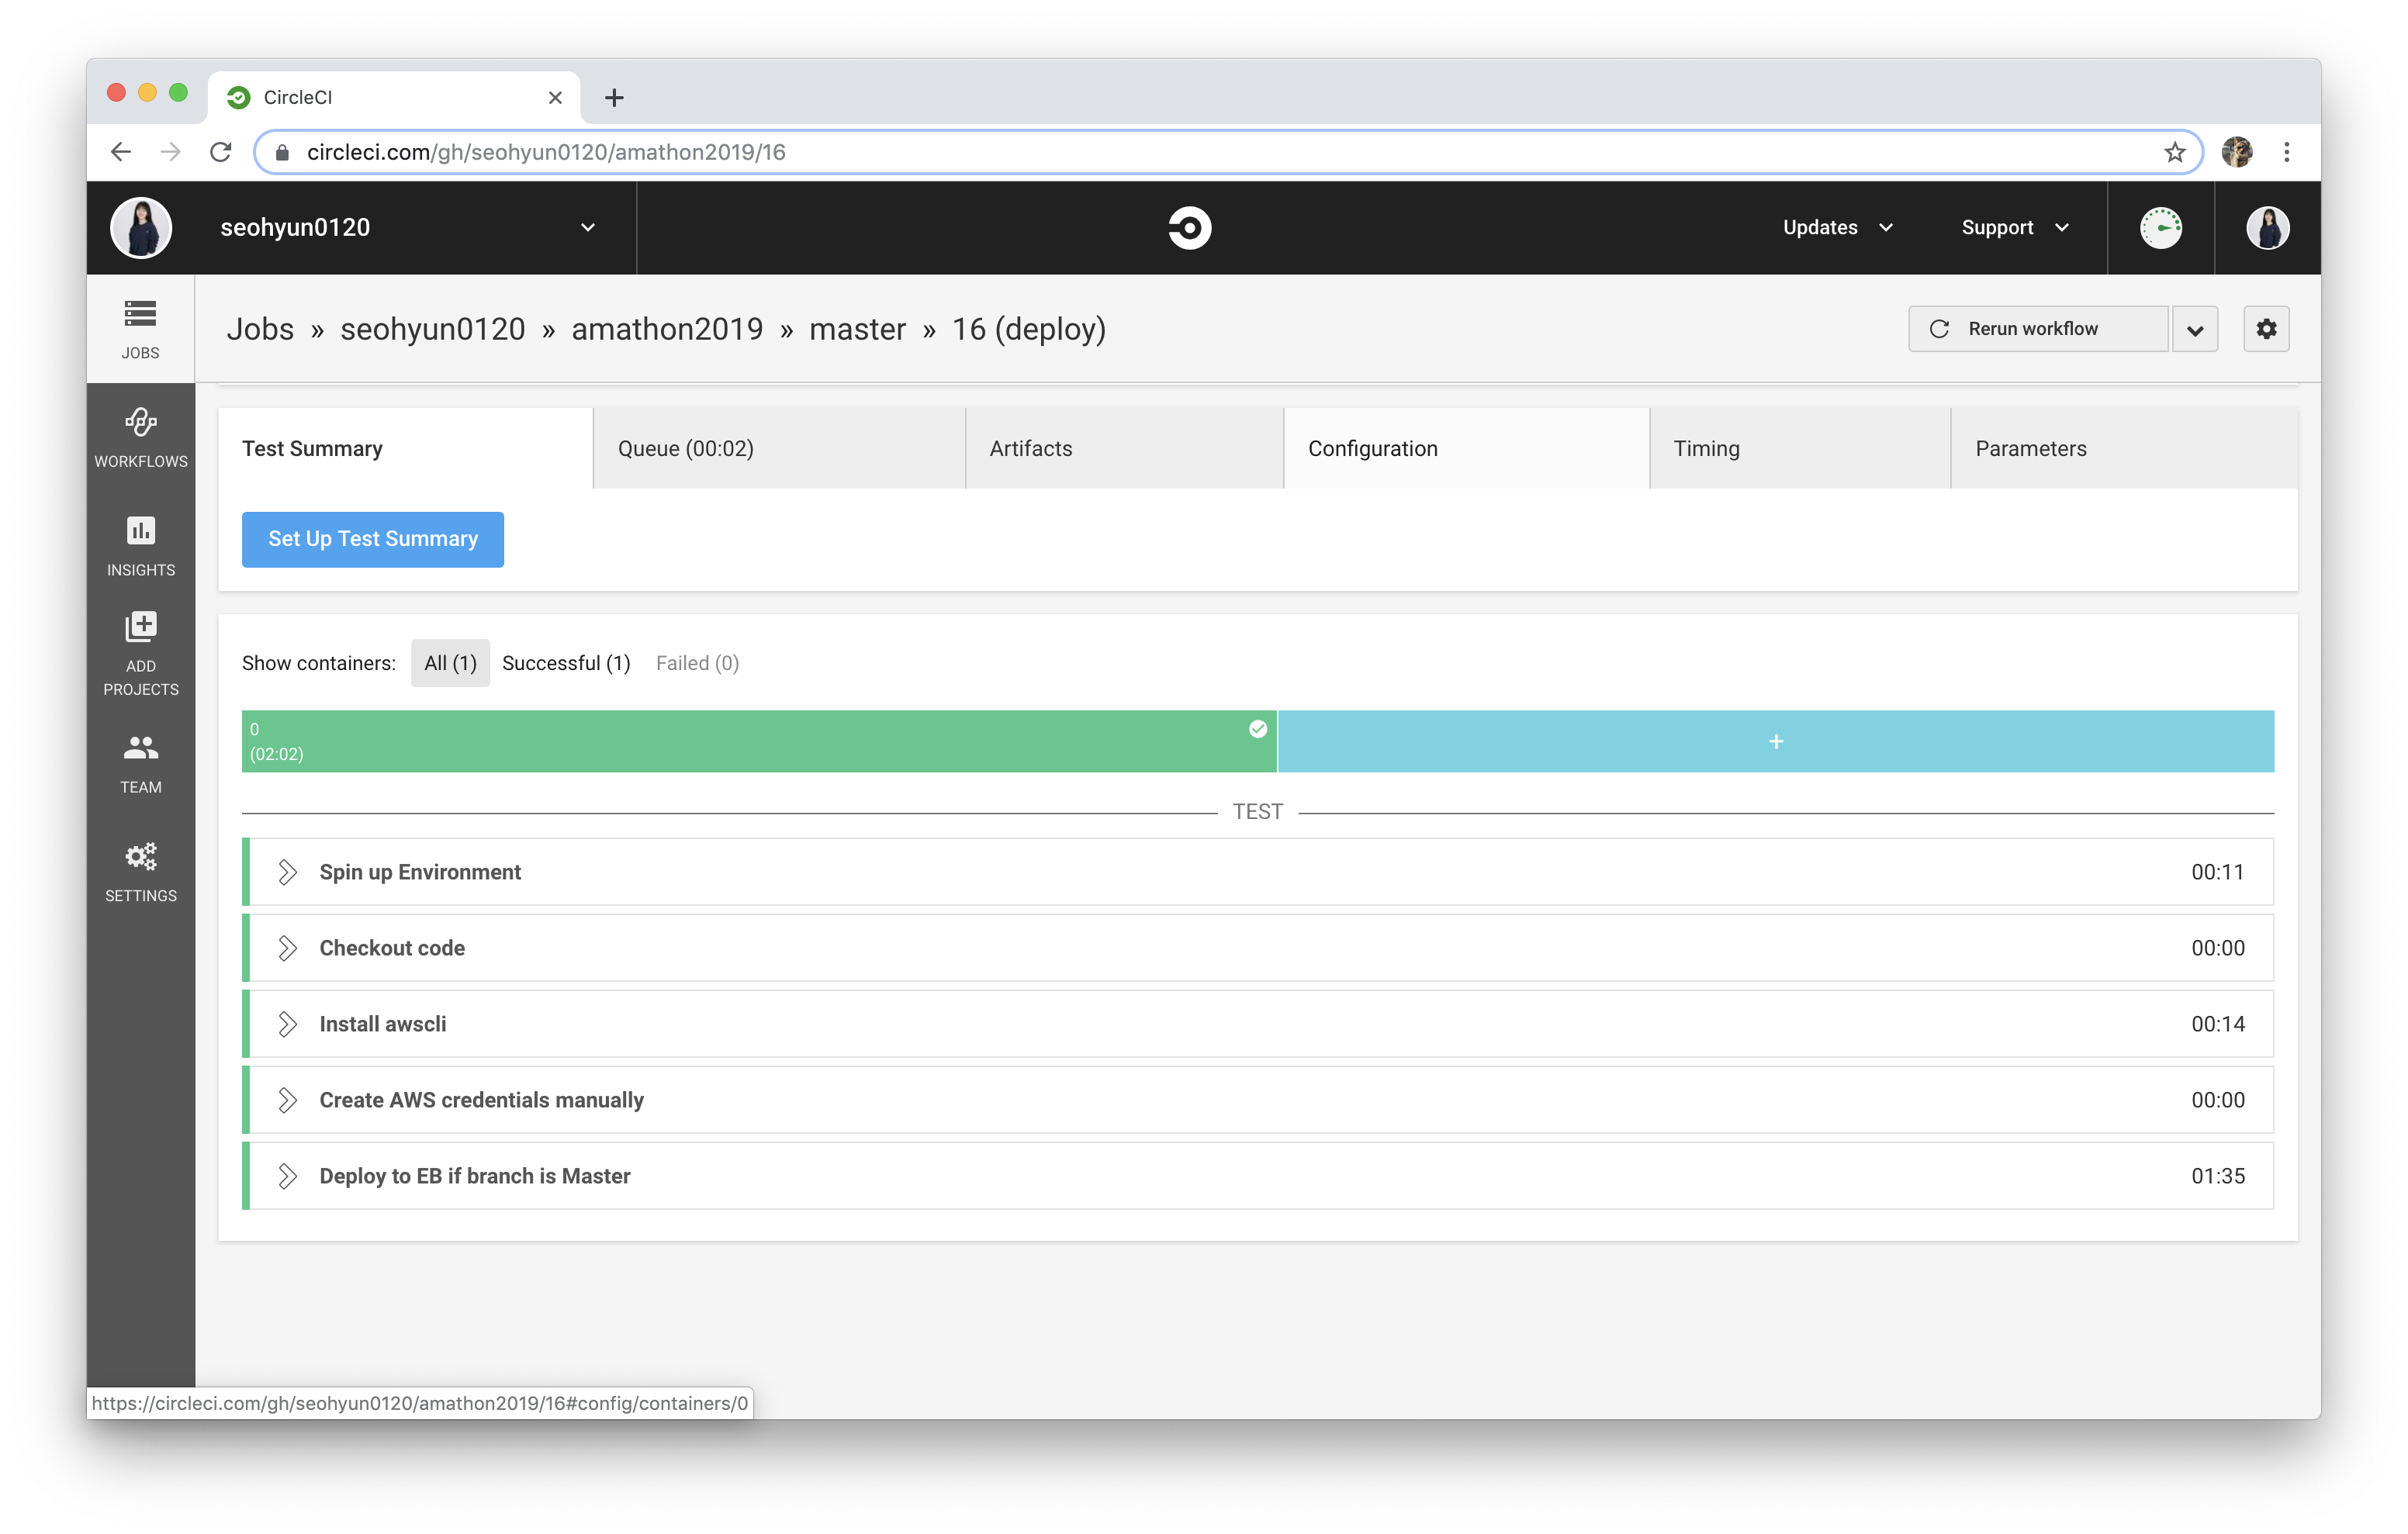 CircleCI
circleci.com/gh/seohyun0120/amathon2019/16
seohyun0120
Updates
Support
JOBS
Jobs » seohyun0120 » amathon2019 » master » 16 (deploy)
Rerun workflow
WORKFLOWS
INSIGHTS
ADD
PROJECTS
TEAM
SETTINGS
Test Summary
Queue (00:02)
Artifacts
Configuration
Timing
Parameters
Set Up Test Summary
Show containers: All (1) Successful (1) Failed (0)
0
(02:02)
+
TEST
Spin up Environment 00:11
Checkout code 00:00
Install awscli 00:14
Create AWS credentials manually 00:00
Deploy to EB if branch is Master 01:35
https://circleci.com/gh/seohyun0120/amathon2019/16#config/containers/0